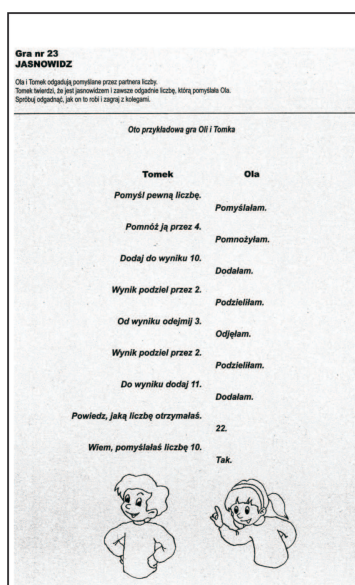 Gra nr 23
JASNOWIDZ
Ola i Tomek odgadują pomyślane przez partnera liczby.
Tomek twierdzi, że jest jasnowidzem i zawsze odgadnie liczbę, którą pomyślała Ola.
Spróbuj odgadnąć, jak on to robi i zagraj z kolegami.
Oto przykładowa gra Oli i Tomka
Tomek Ola
Pomyśl pewną liczbę.
Pomyślałam.
Pomnóż ją przez 4.
Pomnożyłam.
Dodaj do wyniku 10.
Dodałam.
Wynik podziel przez 2.
Podzieliłam.
Od wyniku odejmij 3.
Odjęłam.
Wynik podziel przez 2.
Podzieliłam.
Do wyniku dodaj 11.
Dodałam.
Powiedz, jaką liczbę otrzymałaś.
22.
Wiem, pomyślałaś liczbę 10.
Tak.